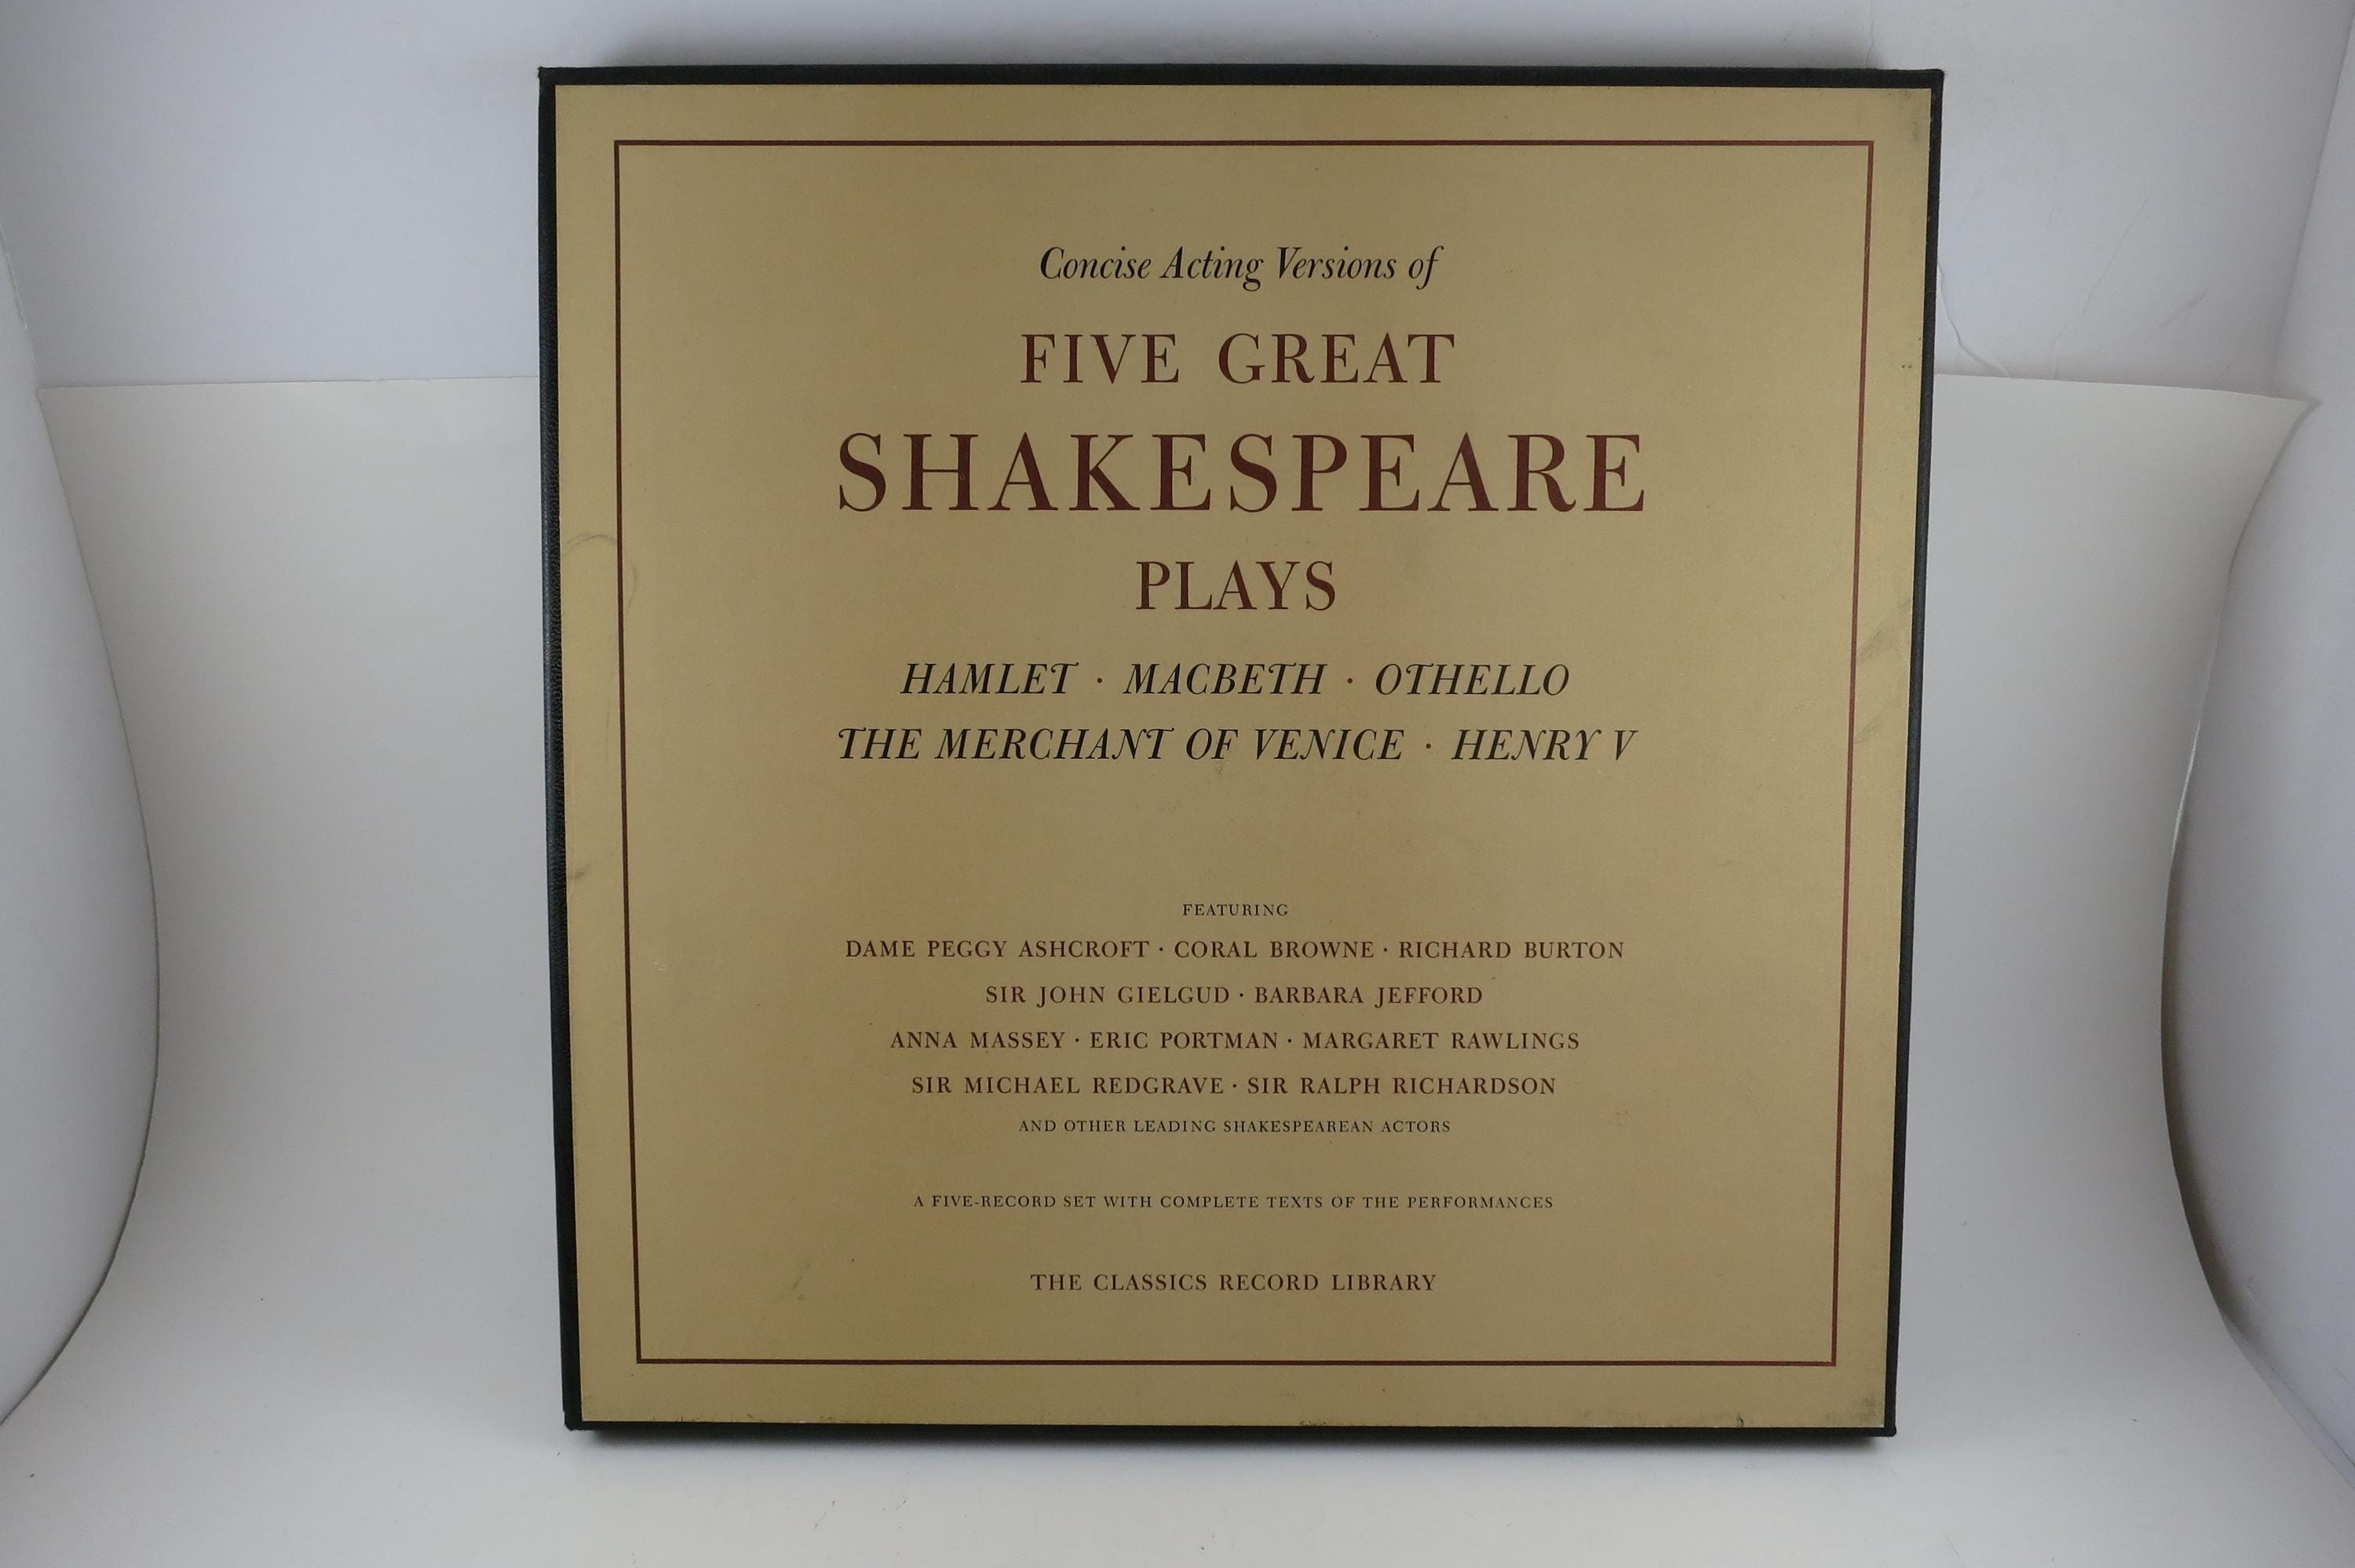 Concise Acting Versions of
FIVE GREAT
SHAKESPEARE
PLAYS
HAMLET · MACBETH · OTHELLO
THE MERCHANT OF VENICE · HENRY V
FEATURING
DAME PEGGY ASHCROFT · CORAL BROWNE · RICHARD BURTON
SIR JOHN GIELGUD · BARBARA JEFFORD
ANNA MASSEY · ERIC PORTMAN · MARGARET RAWLINGS
SIR MICHAEL REDGRAVE · SIR RALPH RICHARDSON
AND OTHER LEADING SHAKESPEAREAN ACTORS
A FIVE-RECORD SET WITH COMPLETE TEXTS OF THE PERFORMANCES
THE CLASSICS RECORD LIBRARY